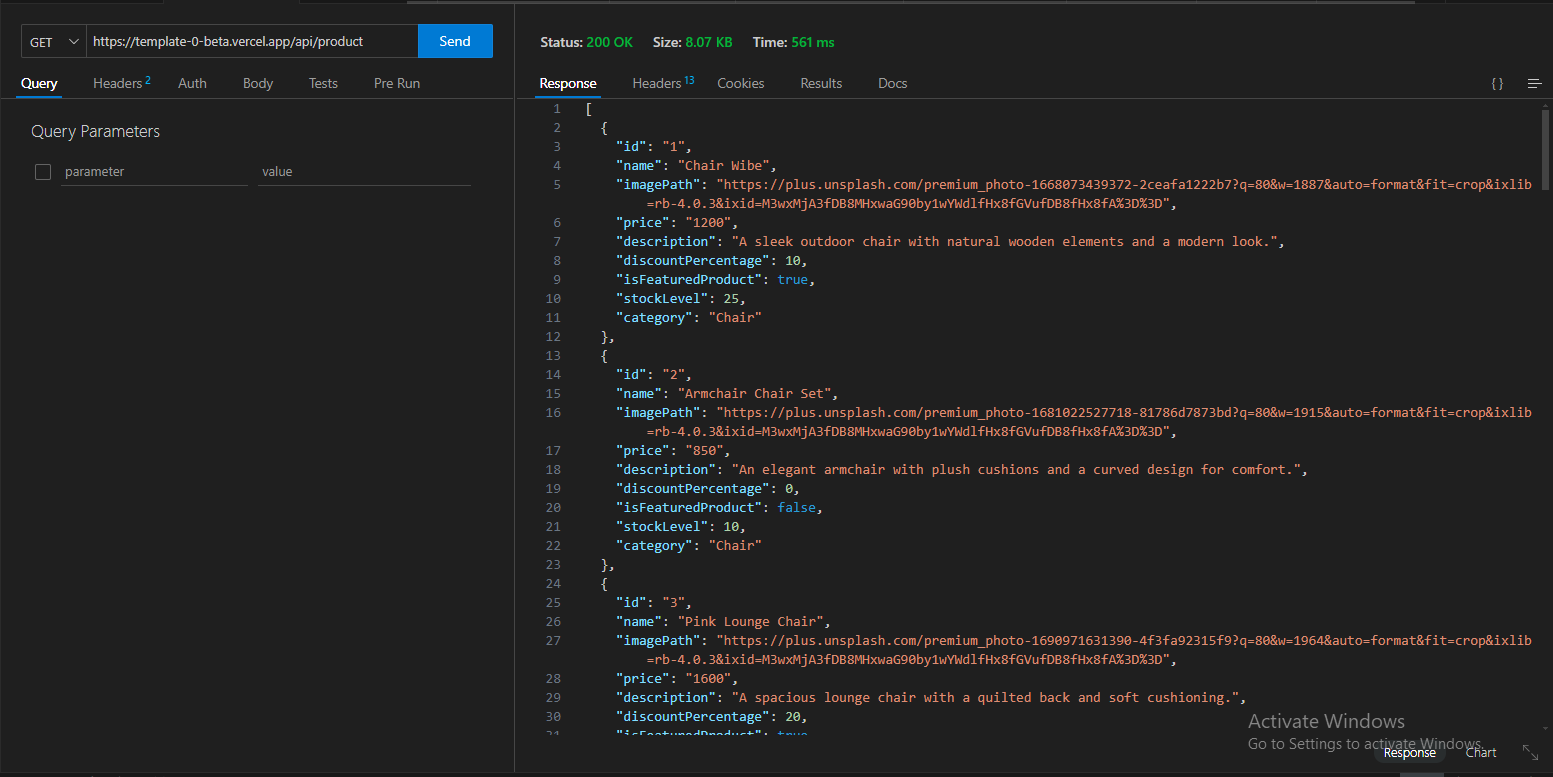 GET
https://template-0-beta.vercel.app/api/product
Send
Query
Headers 2
Auth
Body
Tests
Pre Run
Query Parameters
parameter
value
Status: 200 OK Size: 8.07 KB Time: 561 ms
Response
Headers 13
Cookies
Results
Docs
{ }
1 [
2 {
3 "id": "1",
4 "name": "Chair Wibe",
5 "imagePath": "https://plus.unsplash.com/premium_photo-1668073439372-2ceafa1222b7?q=80&w=1887&auto=format&fit=crop&ixlib
=rb-4.0.3&ixid=M3wxMjA3fDB8MHxwaG90by1wYWdlfHx8fGVufDB8fHx8fA%3D%3D",
6 "price": "1200",
7 "description": "A sleek outdoor chair with natural wooden elements and a modern look.",
8 "discountPercentage": 10,
9 "isFeaturedProduct": true,
10 "stockLevel": 25,
11 "category": "Chair"
12 },
13 {
14 "id": "2",
15 "name": "Armchair Chair Set",
16 "imagePath": "https://plus.unsplash.com/premium_photo-1681022527718-81786d7873bd?q=80&w=1915&auto=format&fit=crop&ixlib
=rb-4.0.3&ixid=M3wxMjA3fDB8MHxwaG90by1wYWdlfHx8fGVufDB8fHx8fA%3D%3D",
17 "price": "850",
18 "description": "An elegant armchair with plush cushions and a curved design for comfort.",
19 "discountPercentage": 0,
20 "isFeaturedProduct": false,
21 "stockLevel": 10,
22 "category": "Chair"
23 },
24 {
25 "id": "3",
26 "name": "Pink Lounge Chair",
27 "imagePath": "https://plus.unsplash.com/premium_photo-1690971631390-4f3fa92315f9?q=80&w=1964&auto=format&fit=crop&ixlib
=rb-4.0.3&ixid=M3wxMjA3fDB8MHxwaG90by1wYWdlfHx8fGVufDB8fHx8fA%3D%3D",
28 "price": "1600",
29 "description": "A spacious lounge chair with a quilted back and soft cushioning.",
30 "discountPercentage": 20,
31 "isFeaturedProduct": true
Activate Windows
Go to Settings to activate Windows.
Response
Chart